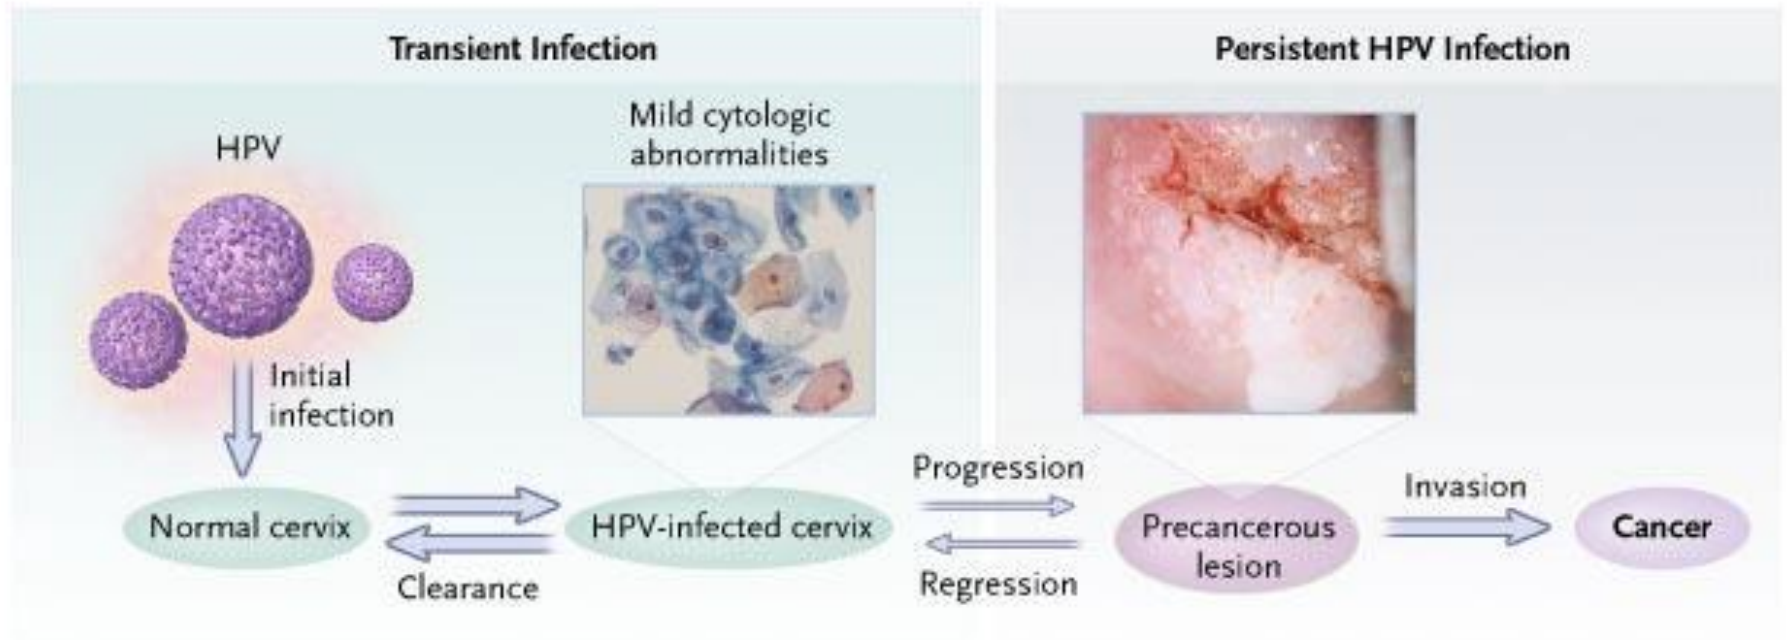 Transient Infection
Persistent HPV Infection
HPV
Mild cytologic
abnormalities
Initial
infection
Normal cervix
Clearance
HPV-infected cervix
Progression
Regression
Precancerous
lesion
Invasion
Cancer